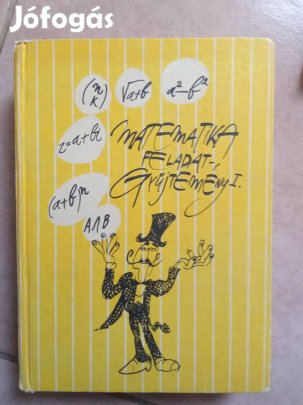 Jófogás
(n
k) √a+b a²-b²
z=a+bi MATEMATIKA
FELADAT-
GYŰJTEMÉNY I.
(a+b)ⁿ
A∩B